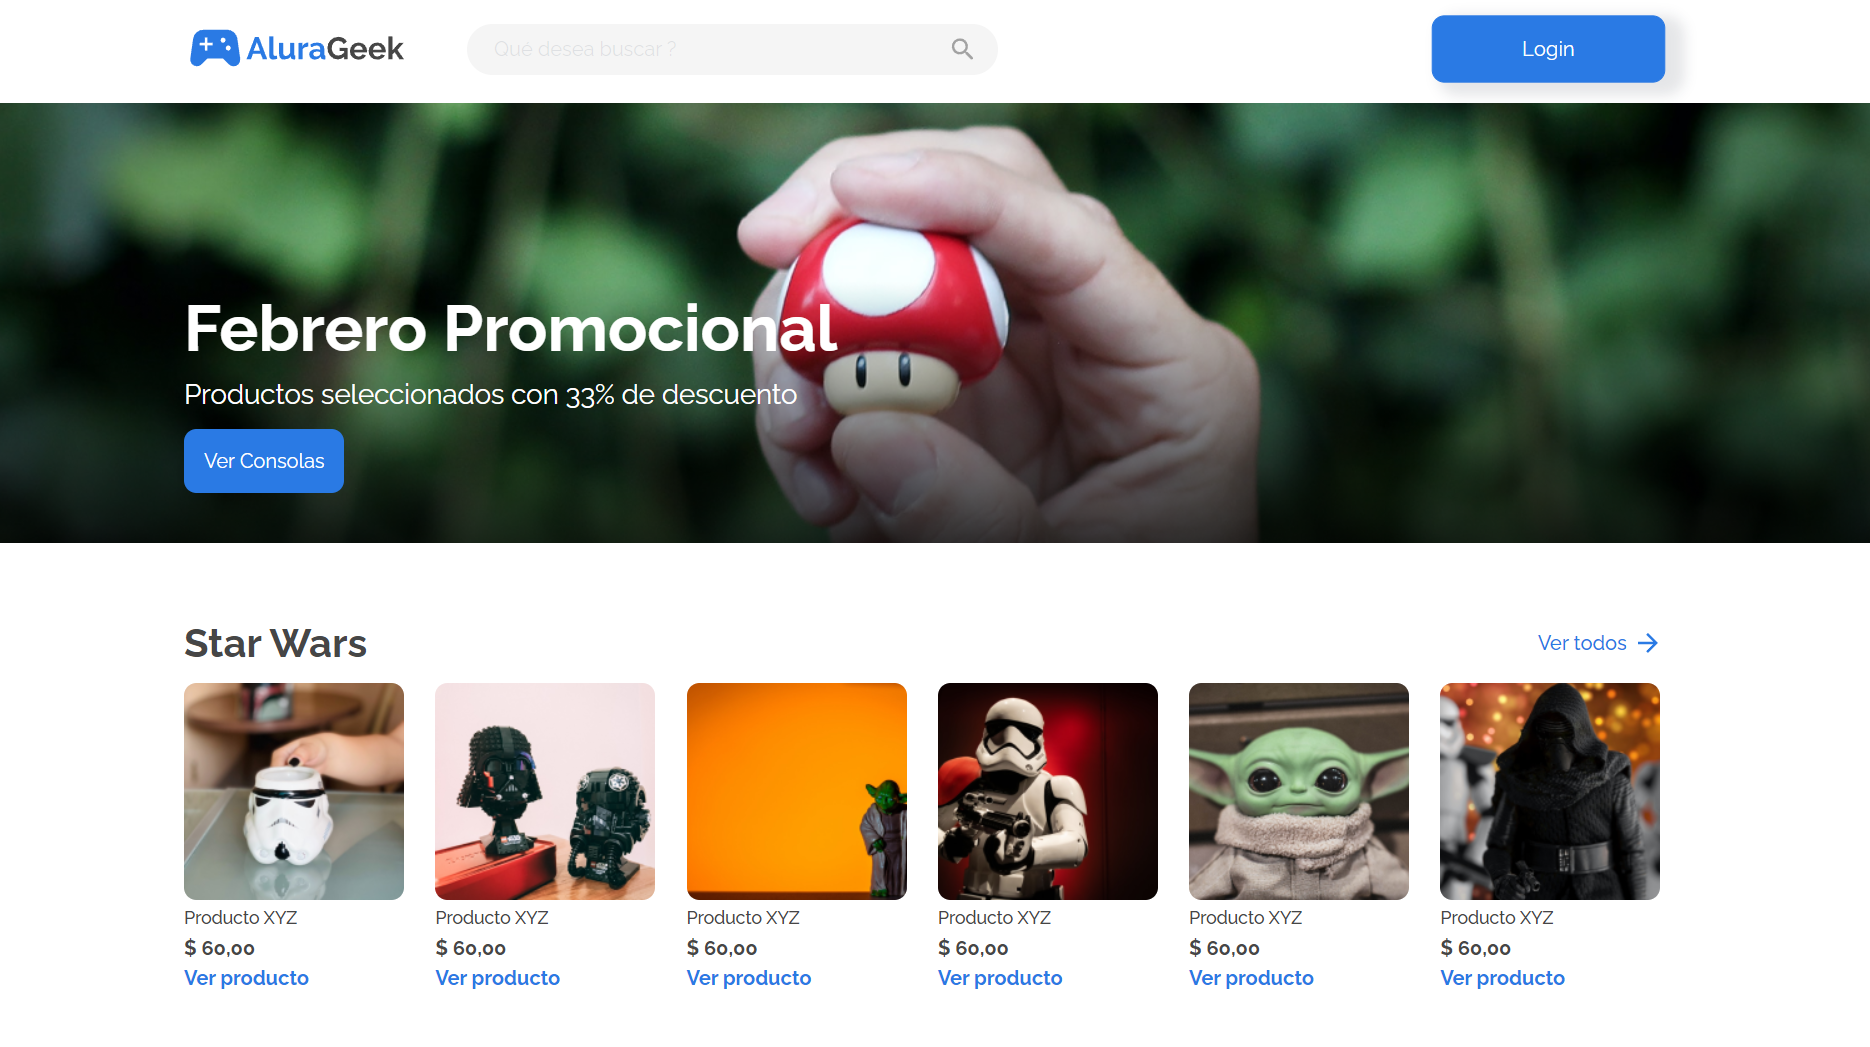 AluraGeek
Qué desea buscar ?
Login
Febrero Promocional
Productos seleccionados con 33% de descuento
Ver Consolas
Star Wars
Ver todos
Producto XYZ
$ 60,00
Ver producto
Producto XYZ
$ 60,00
Ver producto
Producto XYZ
$ 60,00
Ver producto
Producto XYZ
$ 60,00
Ver producto
Producto XYZ
$ 60,00
Ver producto
Producto XYZ
$ 60,00
Ver producto